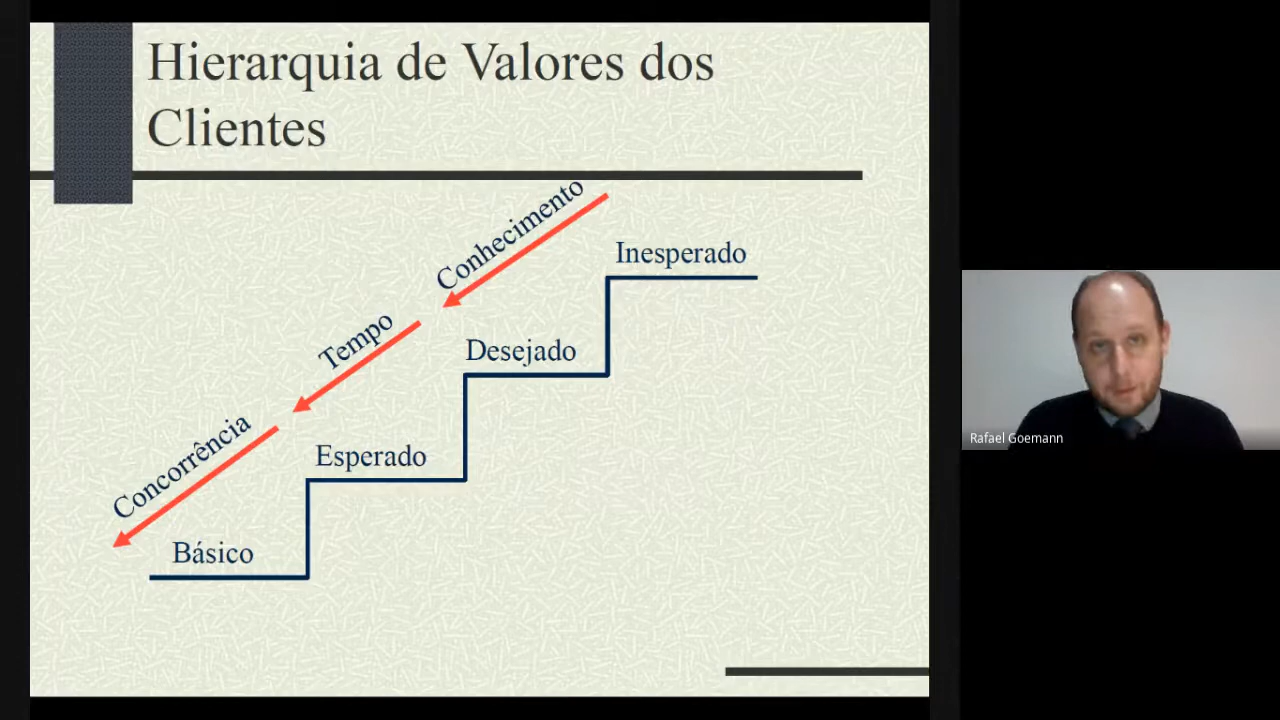 Hierarquia de Valores dos
Clientes
Conhecimento
Inesperado
Tempo
Desejado
Concorrência
Esperado
Básico
Rafael Goemann